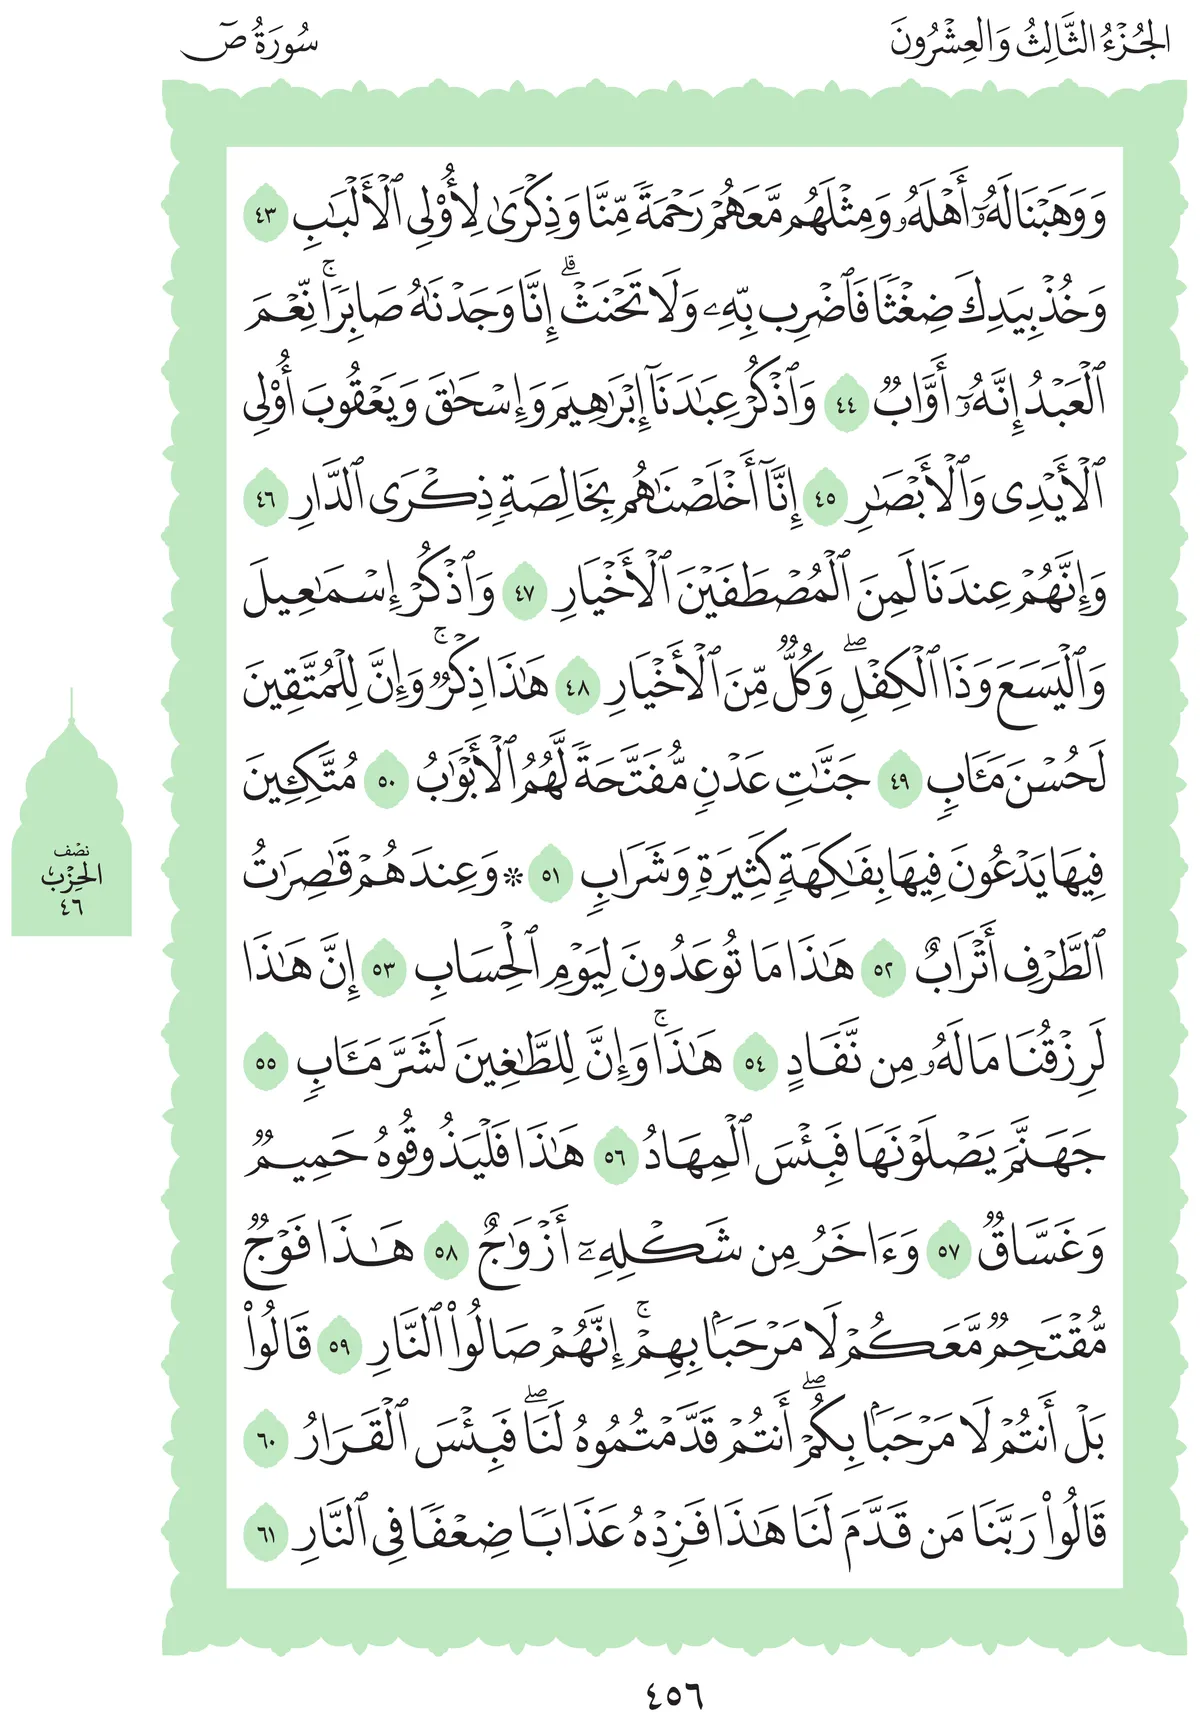 الجُزْءُ الثَّالِثُ وَالعِشْرُونَ
سُورَةُ صٓ
وَوَهَبْنَا لَهُۥٓ أَهْلَهُۥ وَمِثْلَهُم مَّعَهُمْ رَحْمَةً مِّنَّا وَذِكْرَىٰ لِأُو۟لِى ٱلْأَلْبَـٰبِ ٤٣
وَخُذْ بِيَدِكَ ضِغْثًا فَٱضْرِب بِّهِۦ وَلَا تَحْنَثْ ۗ إِنَّا وَجَدْنَـٰهُ صَابِرًا ۚ نِّعْمَ
ٱلْعَبْدُ إِنَّهُۥٓ أَوَّابٌ ٤٤ وَٱذْكُرْ عِبَـٰدَنَآ إِبْرَٰهِيمَ وَإِسْحَـٰقَ وَيَعْقُوبَ أُو۟لِى
ٱلْأَيْدِى وَٱلْأَبْصَـٰرِ ٤٥ إِنَّآ أَخْلَصْنَـٰهُم بِخَالِصَةٍ ذِكْرَى ٱلدَّارِ ٤٦
وَإِنَّهُمْ عِندَنَا لَمِنَ ٱلْمُصْطَفَيْنَ ٱلْأَخْيَارِ ٤٧ وَٱذْكُرْ إِسْمَـٰعِيلَ
وَٱلْيَسَعَ وَذَا ٱلْكِفْلِ ۖ وَكُلٌّ مِّنَ ٱلْأَخْيَارِ ٤٨ هَـٰذَا ذِكْرٌ ۚ وَإِنَّ لِلْمُتَّقِينَ
لَحُسْنَ مَـَٔابٍ ٤٩ جَنَّـٰتِ عَدْنٍ مُّفَتَّحَةً لَّهُمُ ٱلْأَبْوَٰبُ ٥٠ مُتَّكِـِٔينَ
فِيهَا يَدْعُونَ فِيهَا بِفَـٰكِهَةٍ كَثِيرَةٍ وَشَرَابٍ ٥١ ۞ وَعِندَهُمْ قَـٰصِرَٰتُ
ٱلطَّرْفِ أَتْرَابٌ ٥٢ هَـٰذَا مَا تُوعَدُونَ لِيَوْمِ ٱلْحِسَابِ ٥٣ إِنَّ هَـٰذَا
لَرِزْقُنَا مَا لَهُۥ مِن نَّفَادٍ ٥٤ هَـٰذَا ۚ وَإِنَّ لِلطَّـٰغِينَ لَشَرَّ مَـَٔابٍ ٥٥
جَهَنَّمَ يَصْلَوْنَهَا فَبِئْسَ ٱلْمِهَادُ ٥٦ هَـٰذَا فَلْيَذُوقُوهُ حَمِيمٌ
وَغَسَّاقٌ ٥٧ وَءَاخَرُ مِن شَكْلِهِۦٓ أَزْوَٰجٌ ٥٨ هَـٰذَا فَوْجٌ
مُّقْتَحِمٌ مَّعَكُمْ لَا مَرْحَبًۢا بِهِمْ ۚ إِنَّهُمْ صَالُوا۟ ٱلنَّارِ ٥٩ قَالُوا۟
بَلْ أَنتُمْ لَا مَرْحَبًۢا بِكُمْ ۖ أَنتُمْ قَدَّمْتُمُوهُ لَنَا ۖ فَبِئْسَ ٱلْقَرَارُ ٦٠
قَالُوا۟ رَبَّنَا مَن قَدَّمَ لَنَا هَـٰذَا فَزِدْهُ عَذَابًا ضِعْفًا فِى ٱلنَّارِ ٦١
نصْف
الحِزْب
٤٦
٤٥٦